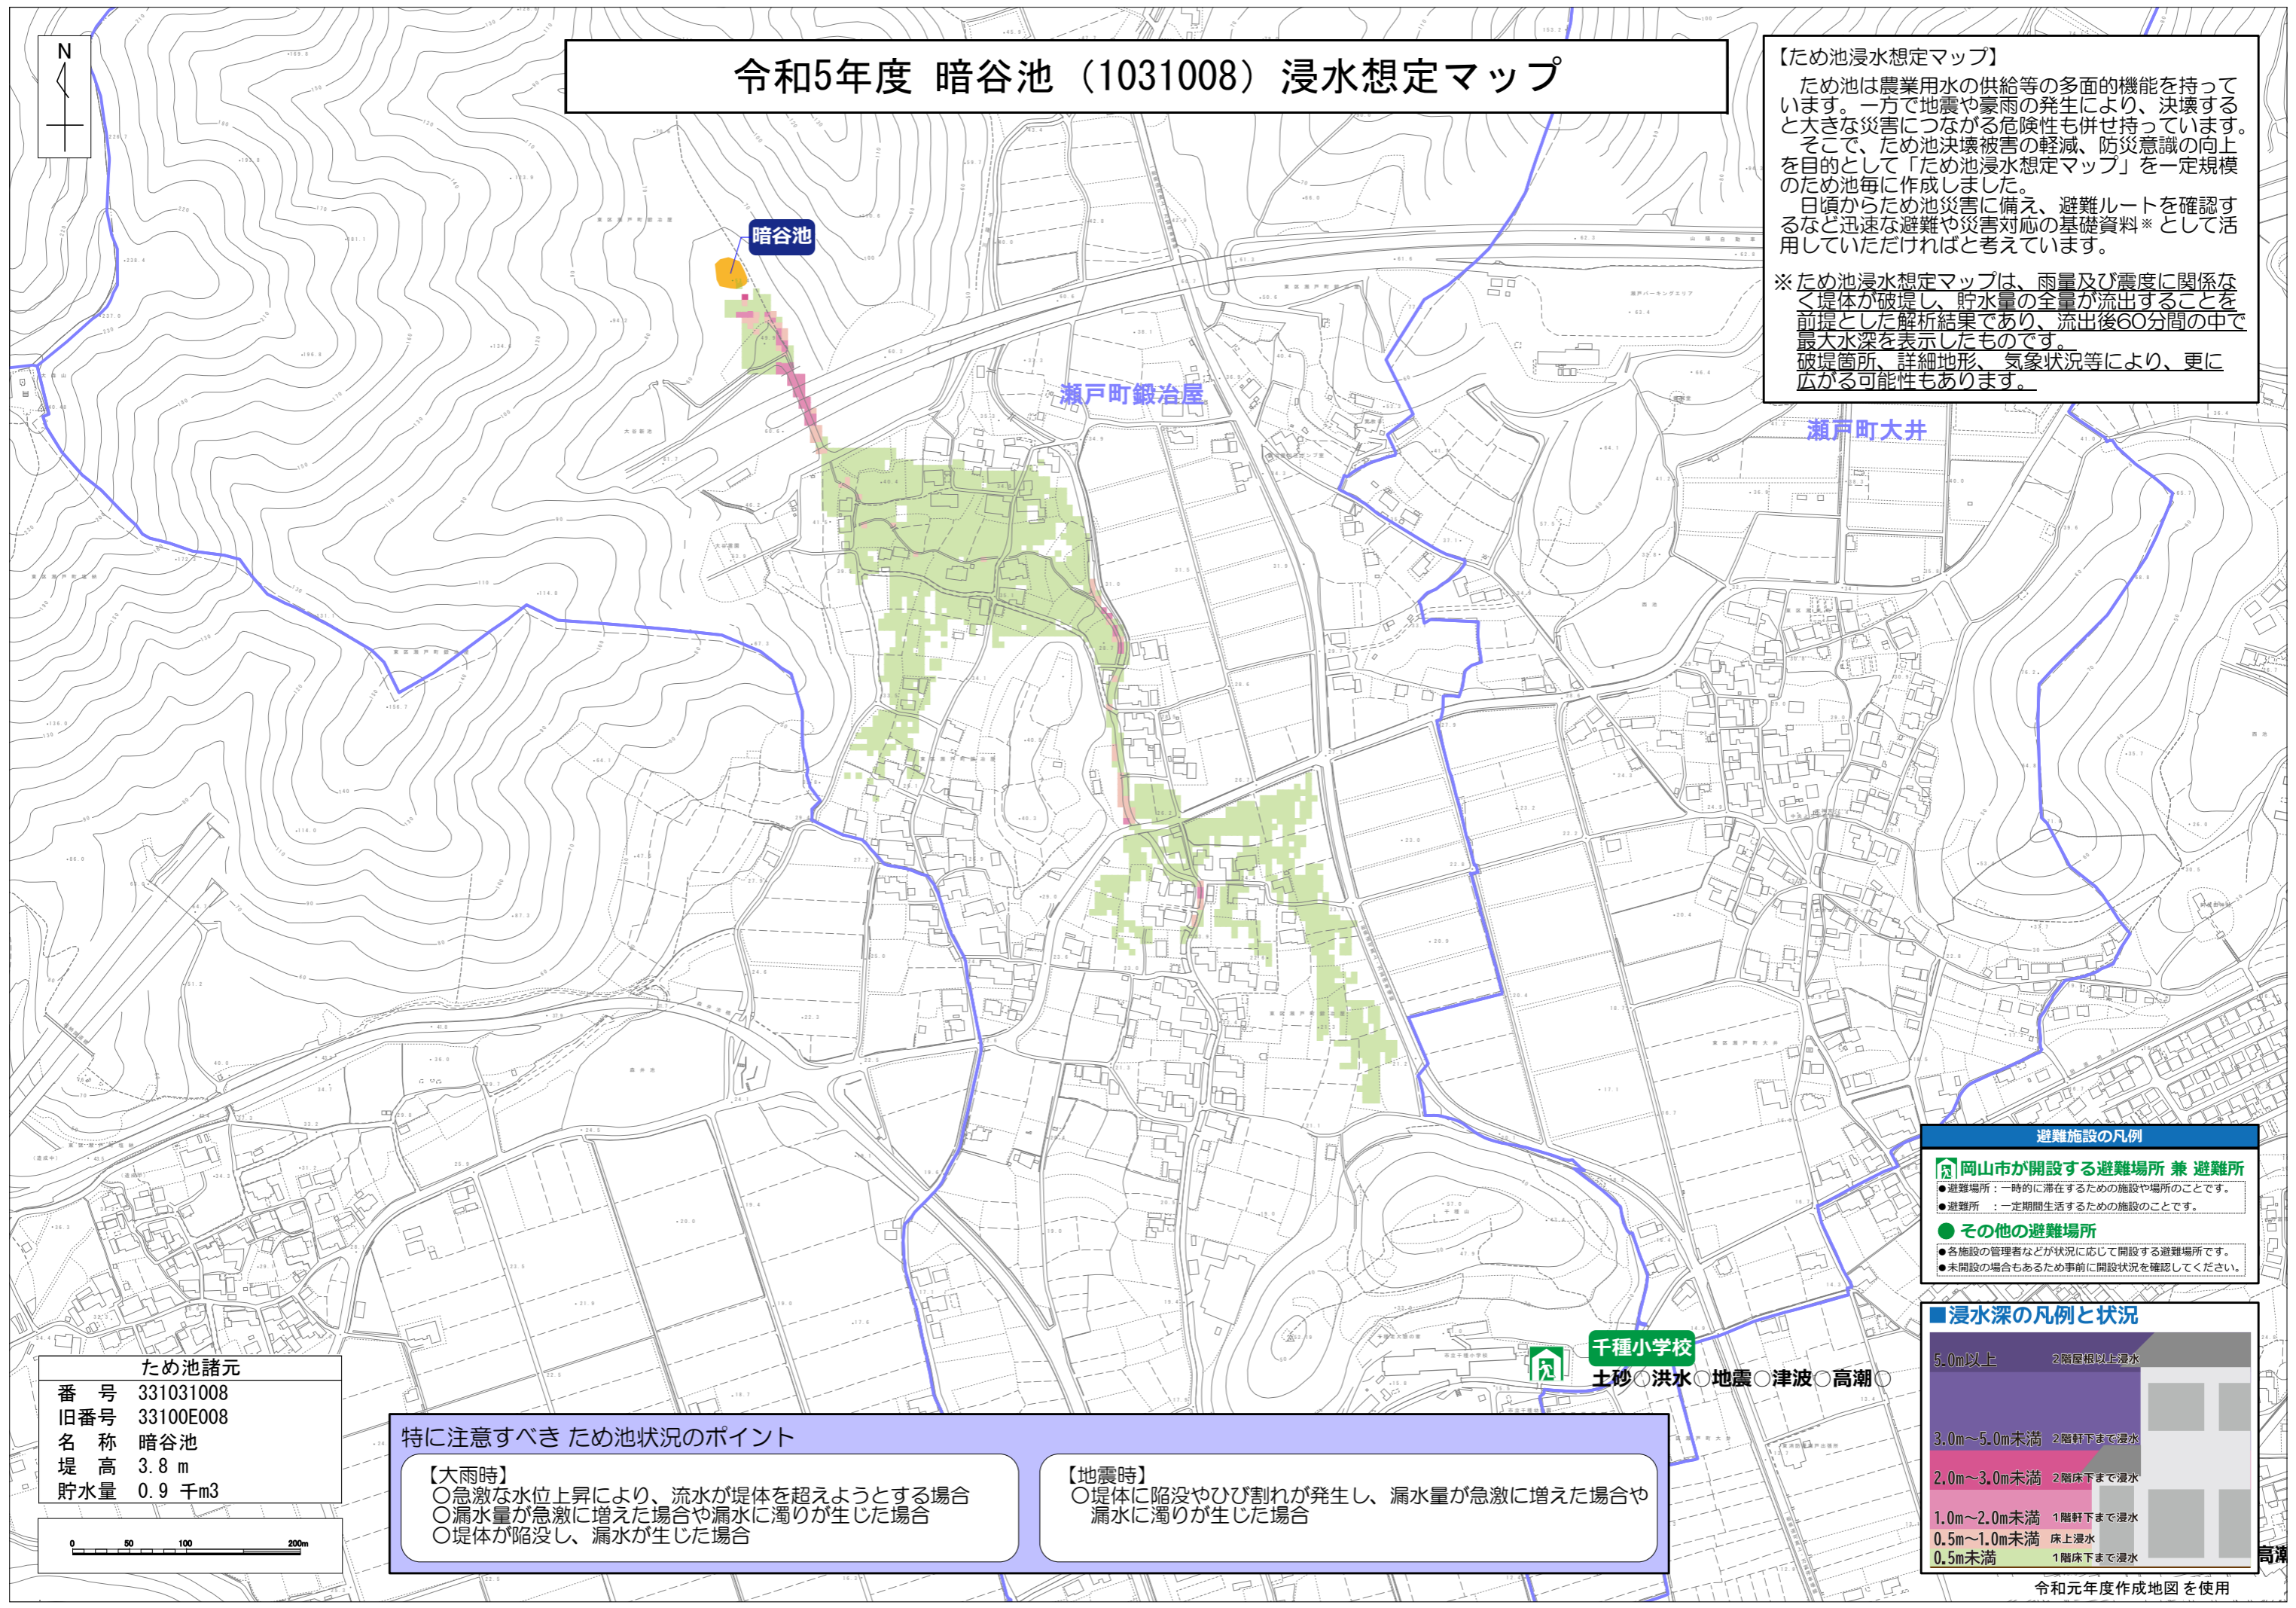 N
令和5年度 暗谷池（1031008）浸水想定マップ
【ため池浸水想定マップ】
ため池は農業用水の供給等の多面的機能を持って
います。一方で地震や豪雨の発生により、決壊する
と大きな災害につながる危険性も併せ持っています。
そこで、ため池決壊被害の軽減、防災意識の向上
を目的として「ため池浸水想定マップ」を一定規模
のため池毎に作成しました。
日頃からため池災害に備え、避難ルートを確認す
るなど迅速な避難や災害対応の基礎資料※として活
用していただければと考えています。
※ため池浸水想定マップは、雨量及び震度に関係な
く堤体が破堤し、貯水量の全量が流出することを
前提とした解析結果であり、流出後60分間の中で
最大水深を表示したものです。
破堤箇所、詳細地形、気象状況等により、更に
広がる可能性もあります。
暗谷池
瀬戸町鍛冶屋
瀬戸町大井
避難施設の凡例
岡山市が開設する避難場所 兼 避難所
●避難場所：一時的に滞在するための施設や場所のことです。
●避難所　：一定期間生活するための施設のことです。
● その他の避難場所
●各施設の管理者などが状況に応じて開設する避難場所です。
●未開設の場合もあるため事前に開設状況を確認してください。
■浸水深の凡例と状況
5.0m以上 2階屋根以上浸水
3.0m～5.0m未満 2階軒下まで浸水
2.0m～3.0m未満 2階床下まで浸水
1.0m～2.0m未満 1階軒下まで浸水
0.5m～1.0m未満 床上浸水
0.5m未満 1階床下まで浸水
高潮
令和元年度作成地図を使用
千種小学校
土砂○洪水○地震○津波○高潮○
ため池諸元
番　号 331031008
旧番号 33100E008
名　称 暗谷池
堤　高 3.8 m
貯水量 0.9 千m3
0 50 100 200m
特に注意すべき ため池状況のポイント
【大雨時】
○急激な水位上昇により、流水が堤体を超えようとする場合
○漏水量が急激に増えた場合や漏水に濁りが生じた場合
○堤体が陥没し、漏水が生じた場合
【地震時】
○堤体に陥没やひび割れが発生し、漏水量が急激に増えた場合や
漏水に濁りが生じた場合